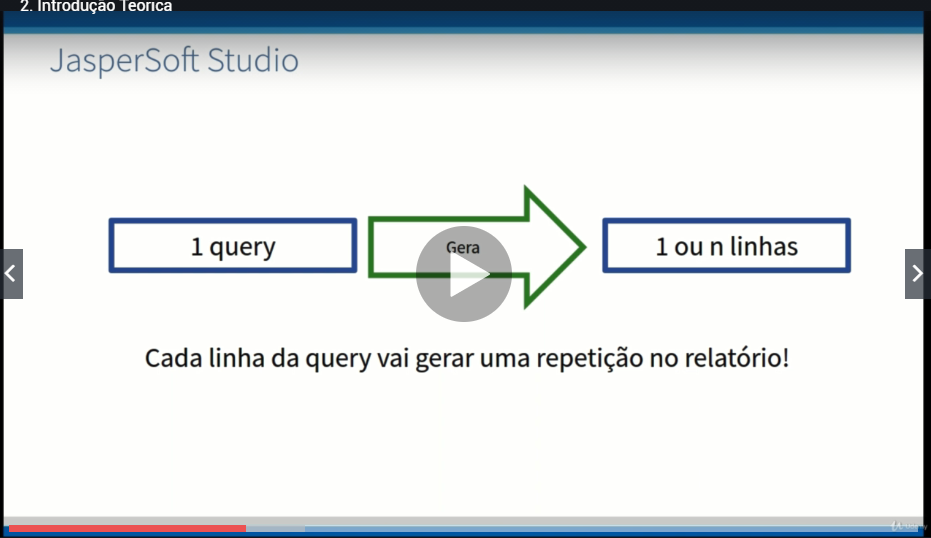 2. Introdução Teórica
JasperSoft Studio
1 query
Gera
1 ou n linhas
Cada linha da query vai gerar uma repetição no relatório!